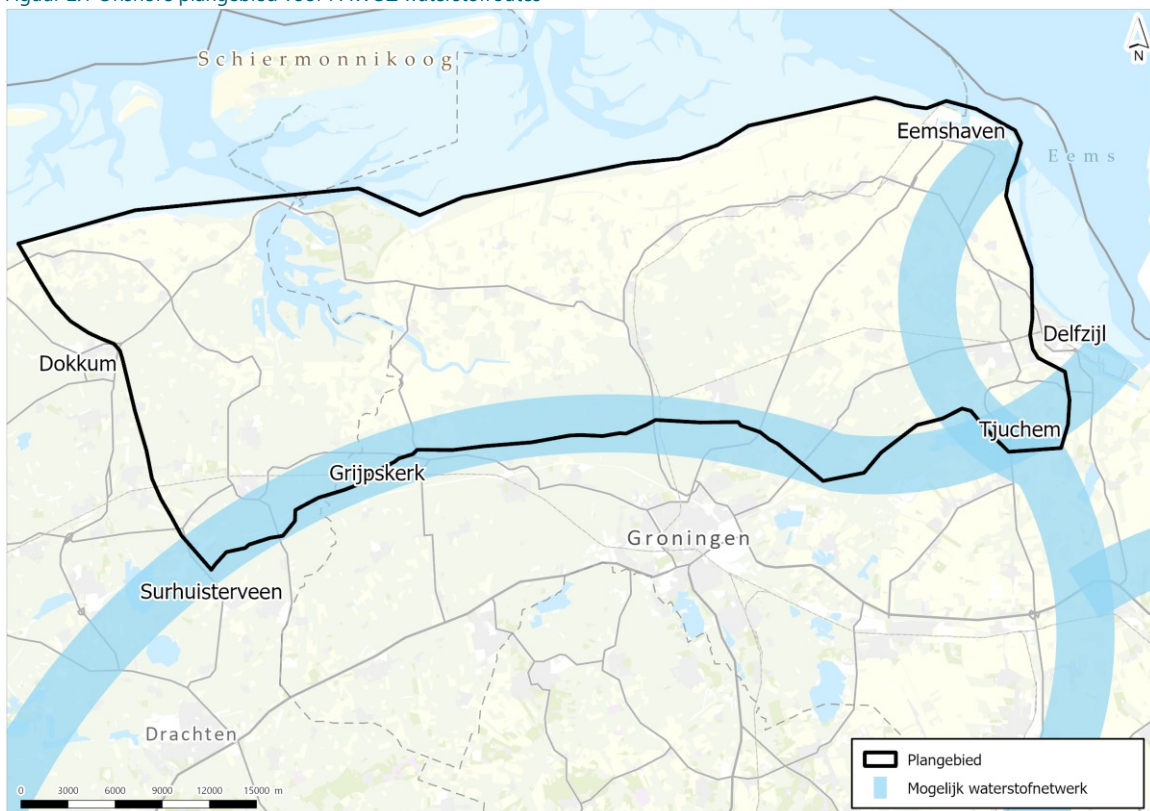 Schiermonnikoog
N
Eemshaven
Eems
Delfzijl
Dokkum
Tjuchem
Grijpskerk
Groningen
Surhuisterveen
Drachten
Plangebied
Mogelijk waterstofnetwerk
0 3000 6000 9000 12000 15000 m